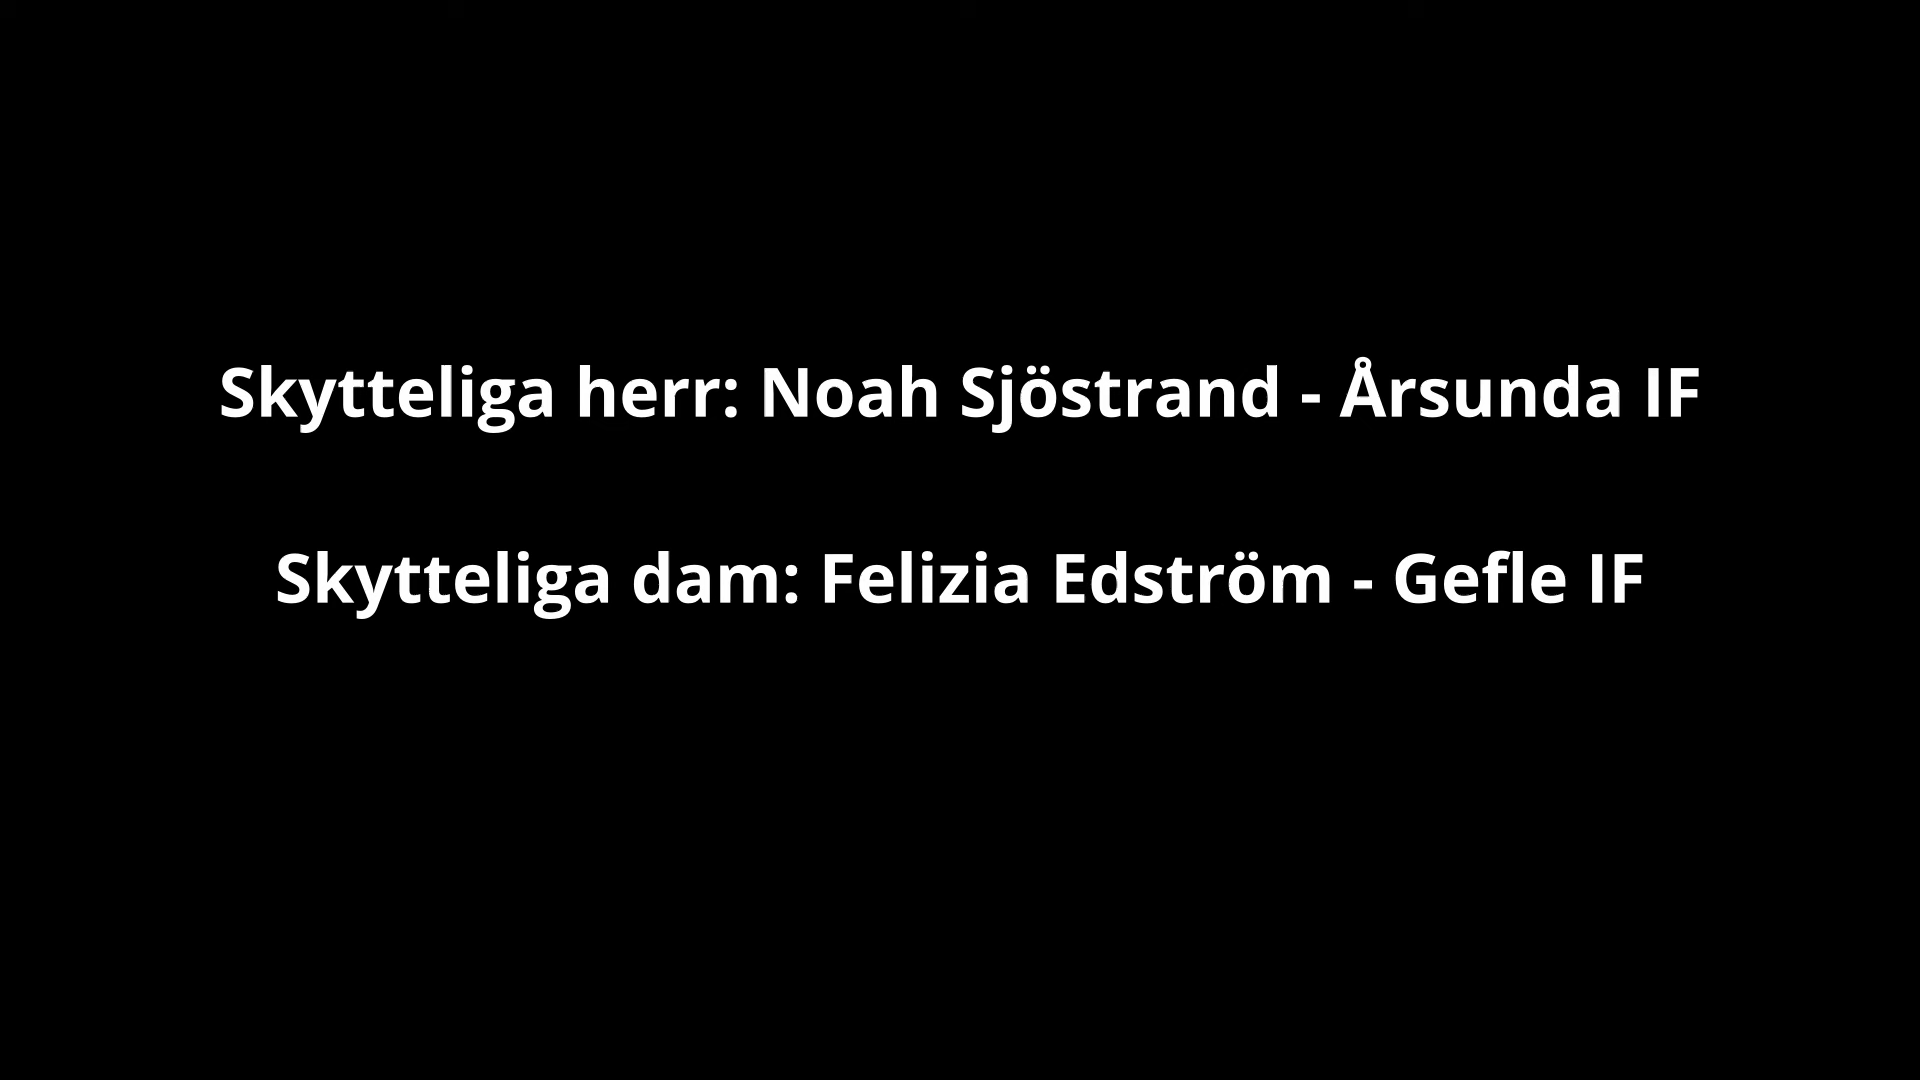 Skytteliga herr: Noah Sjöstrand - Årsunda IF
Skytteliga dam: Felizia Edström - Gefle IF